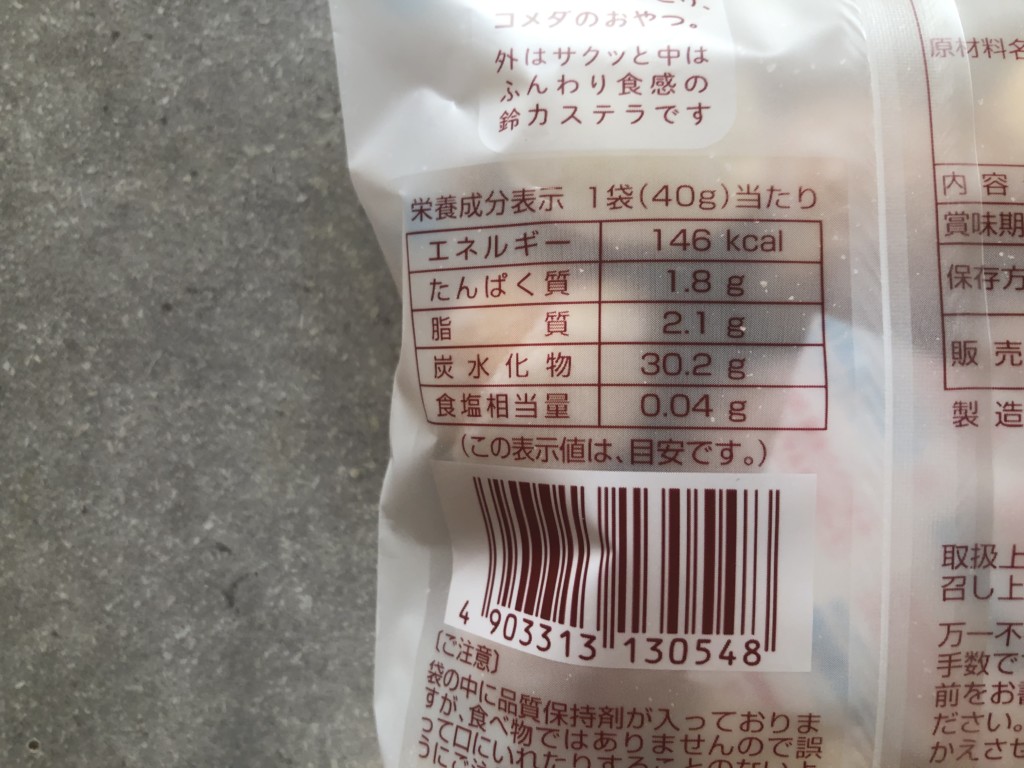 コメダのおやつ。
外はサクッと中は
ふんわり食感の
鈴カステラです
栄養成分表示 1袋(40g)当たり
エネルギー 146 kcal
たんぱく質 1.8 g
脂質 2.1 g
炭水化物 30.2 g
食塩相当量 0.04 g
(この表示値は、目安です。)
4 903313 130548
〔ご注意〕
袋の中に品質保持剤が入っておりま
すが、食べ物ではありませんので誤
って口にいれたりすることのないよ
原材料名
内容
賞味期
保存方
販売
製造
取扱上
召し上
万一不
手数で
前をお
ださい。
かえさせ